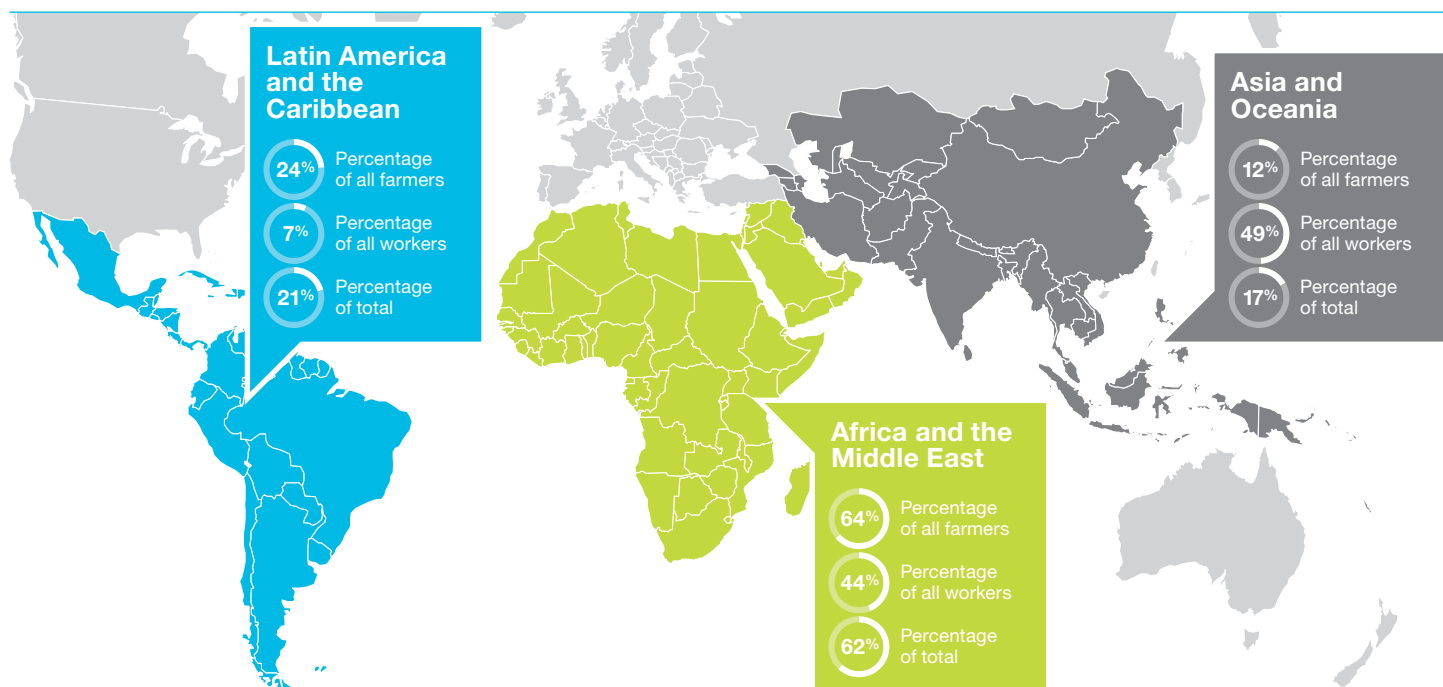 Latin America
and the
Caribbean
24%
Percentage
of all farmers
7%
Percentage
of all workers
21%
Percentage
of total
Africa and the
Middle East
64%
Percentage
of all farmers
44%
Percentage
of all workers
62%
Percentage
of total
Asia and
Oceania
12%
Percentage
of all farmers
49%
Percentage
of all workers
17%
Percentage
of total